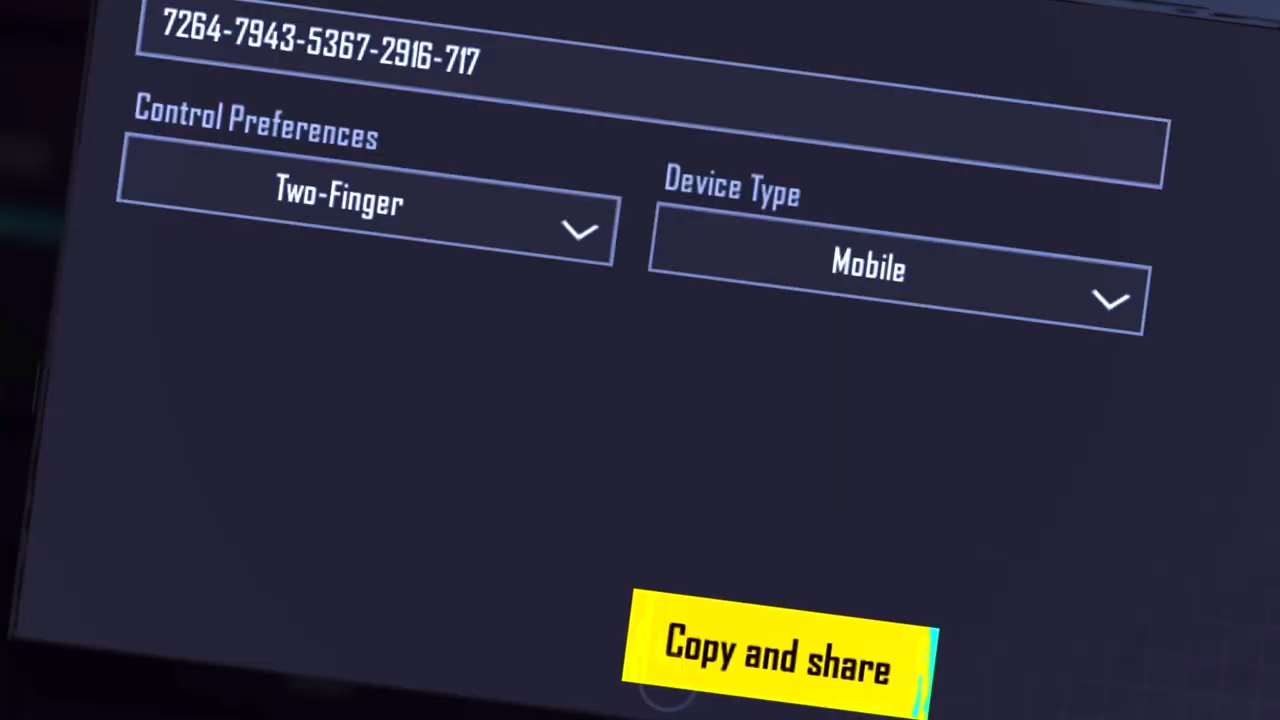 7264-7943-5367-2916-717
Control Preferences
Device Type
Two-Finger
Mobile
Copy and share